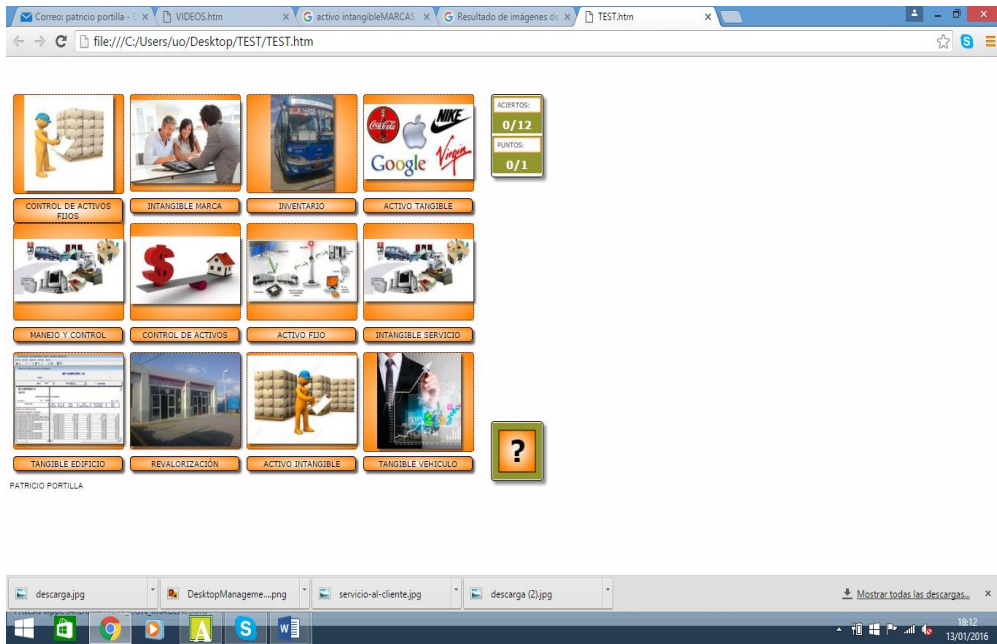 Correo: patricio portilla - O
VIDEOS.htm
activo intangibleMARCAS
Resultado de imágenes de
TEST.htm
file:///C:/Users/uo/Desktop/TEST/TEST.htm
Coca-Cola
NIKE
Google
Virgin
ACIERTOS:
0/12
PUNTOS:
0/1
CONTROL DE ACTIVOS
FIJOS
INTANGIBLE MARCA
INVENTARIO
ACTIVO TANGIBLE
MANEJO Y CONTROL
CONTROL DE ACTIVOS
ACTIVO FIJO
INTANGIBLE SERVICIO
?
TANGIBLE EDIFICIO
REVALORIZACIÓN
ACTIVO INTANGIBLE
TANGIBLE VEHICULO
PATRICIO PORTILLA
descarga.jpg
DesktopManageme....png
servicio-al-cliente.jpg
descarga (2).jpg
Mostrar todas las descargas...
18:12
13/01/2016